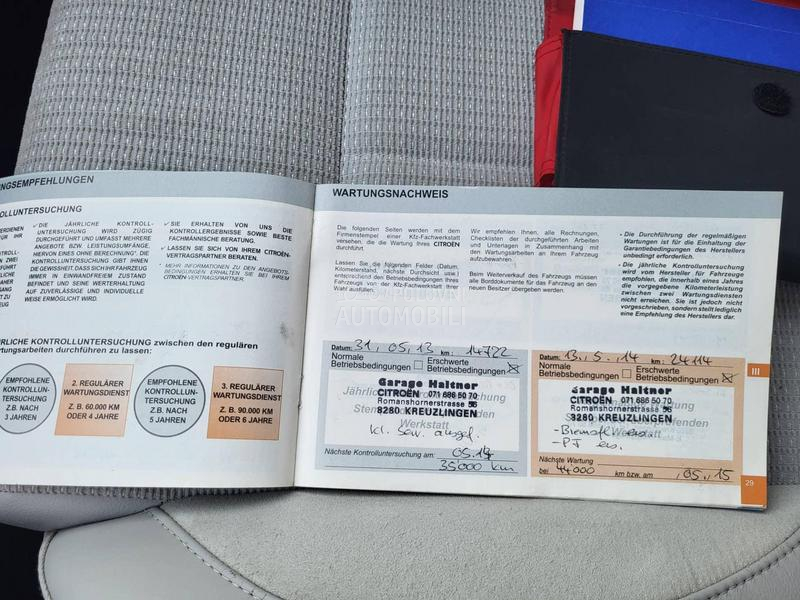 NGSEMPFEHLUNGEN
OLLUNTERSUCHUNG
✓ DIE JÄHRLICHE KONTROLL-
UNTERSUCHUNG WIRD ZÜGIG
DURCHGEFÜHRT UND UMFASST MEHRERE
ANGEBOTE BZW. LEISTUNGSUMFÄNGE,
HIERVON EINES OHNE BERECHNUNG*. DIE
KONTROLLUNTERSUCHUNG GIBT IHNEN
DIE GEWISSHEIT, DASS SICH IHR FAHRZEUG
IN EINWANDFREIEM ZUSTAND
BEFINDET UND SEINE WERTERHALTUNG
AUF ZUVERLÄSSIGE UND INDIVIDUELLE
WEISE ERMÖGLICHT WIRD.
✓ SIE ERHALTEN VON UNS DIE
KONTROLLERGEBNISSE SOWIE BESTE
FACHMÄNNISCHE BERATUNG.
✓ LASSEN SIE SICH VON IHREM CITROËN-
VERTRAGSPARTNER BERATEN.
* MEHR INFORMATIONEN ZU DEN ANGEBOTS-
BEDINGUNGEN ERHALTEN SIE BEI IHREM
CITROËN-VERTRAGSPARTNER.
RLICHE KONTROLLUNTERSUCHUNG zwischen den regulären
tungsarbeiten durchführen zu lassen:
EMPFOHLENE
KONTROLL-
UNTERSUCHUNG
Z.B. NACH
3 JAHREN
2. REGULÄRER
WARTUNGSDIENST
Z. B. 60.000 KM
ODER 4 JAHRE
EMPFOHLENE
KONTROLL-
UNTERSUCHUNG
Z.B. NACH
5 JAHREN
3. REGULÄRER
WARTUNGSDIENST
Z. B. 90.000 KM
ODER 6 JAHRE
WARTUNGSNACHWEIS
Die folgenden Seiten werden mit dem
Firmenstempel einer Kfz-Fachwerkstatt
versehen, die die Wartung Ihres CITROËN
durchführt.
Lassen Sie die folgenden Felder (Datum,
Kilometerstand, nächste Durchsicht usw.)
entsprechend den Betriebsbedingungen Ihres
Fahrzeugs von der Kfz-Fachwerkstatt Ihrer
Wahl ausfüllen.
Wir empfehlen Ihnen, alle Rechnungen,
Checklisten der durchgeführten Arbeiten
und Unterlagen in Zusammenhang mit
Wartungsarbeiten an Ihrem Fahrzeug
aufzubewahren.
Beim Weiterverkauf des Fahrzeugs müssen
alle Borddokumente für das Fahrzeug an den
neuen Besitzer übergeben werden.
• Die Durchführung der regelmäßigen
Wartungen ist für die Einhaltung der
Garantiebedingungen des Herstellers
unbedingt erforderlich.
• Die jährliche Kontrolluntersuchung
wird vom Hersteller für Fahrzeuge
empfohlen, die innerhalb eines Jahres
die vorgegebene Kilometerleistung
zwischen zwei Wartungsdiensten
nicht erreichen. Sie ist jedoch nicht
vorgeschrieben, sondern stellt lediglich
eine Empfehlung des Herstellers dar.
AUTOMOBILI
Datum: 31, 05, 13 km: 14722
Normale
Betriebsbedingungen
Erschwerte
Betriebsbedingungen
Garage Haltner
CITROËN 071 686 50 70
Romanshornerstrasse 56
8280 KREUZLINGEN
Werkstatt
Kl. Serv. ausgef.
Nächste Kontrolluntersuchung am: 05.14
35000 km
Datum: 13, 5, 14 km: 24114
Normale
Betriebsbedingungen
Erschwerte
Betriebsbedingungen
Garage Haltner
CITROËN 071 686 50 70
Romanshornerstrasse 56
8280 KREUZLINGEN
Nächste Wartung
bei 44000 km bzw. am 05, 15
III
29